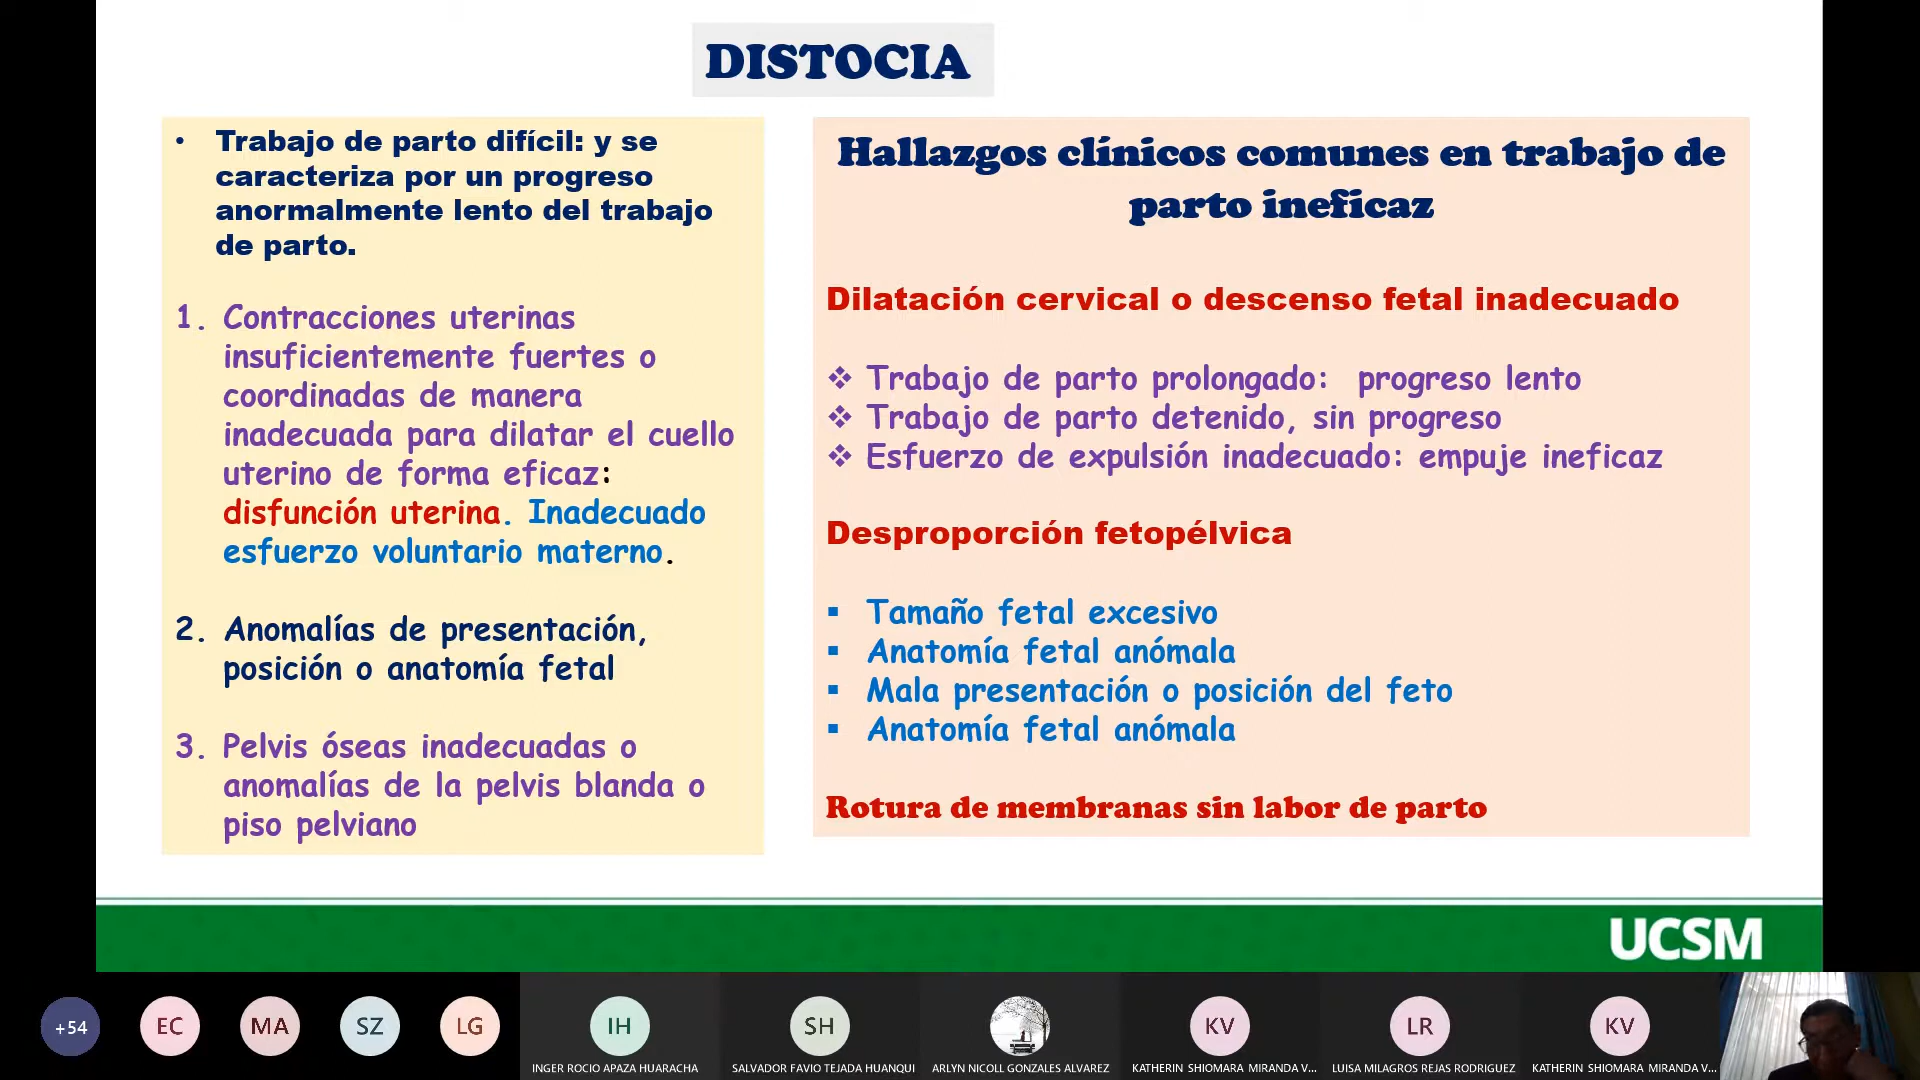 DISTOCIA
• Trabajo de parto difícil: y se
caracteriza por un progreso
anormalmente lento del trabajo
de parto.
1. Contracciones uterinas
insuficientemente fuertes o
coordinadas de manera
inadecuada para dilatar el cuello
uterino de forma eficaz:
disfunción uterina. Inadecuado
esfuerzo voluntario materno.
2. Anomalías de presentación,
posición o anatomía fetal
3. Pelvis óseas inadecuadas o
anomalías de la pelvis blanda o
piso pelviano
Hallazgos clínicos comunes en trabajo de
parto ineficaz
Dilatación cervical o descenso fetal inadecuado
❖ Trabajo de parto prolongado: progreso lento
❖ Trabajo de parto detenido, sin progreso
❖ Esfuerzo de expulsión inadecuado: empuje ineficaz
Desproporción fetopélvica
▪ Tamaño fetal excesivo
▪ Anatomía fetal anómala
▪ Mala presentación o posición del feto
▪ Anatomía fetal anómala
Rotura de membranas sin labor de parto
UCSM
+54
EC
MA
SZ
LG
IH
INGER ROCIO APAZA HUARACHA
SH
SALVADOR FAVIO TEJADA HUANQUI
ARLYN NICOLL GONZALES ALVAREZ
KV
KATHERIN SHIOMARA MIRANDA V...
LR
LUISA MILAGROS REJAS RODRIGUEZ
KV
KATHERIN SHIOMARA MIRANDA V...